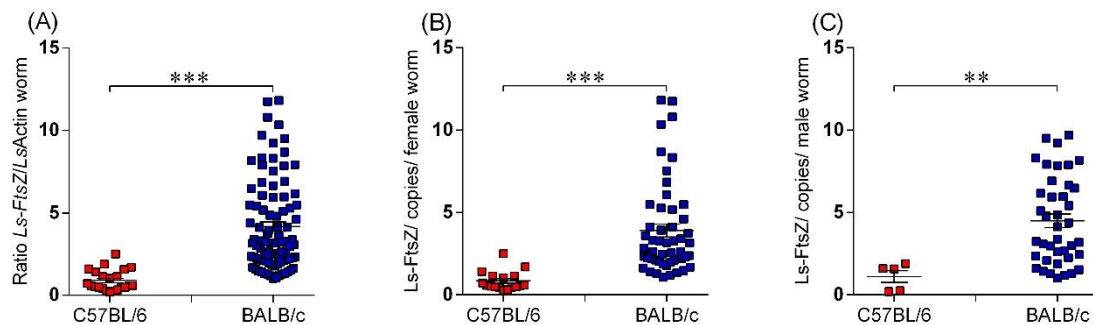 (A)
Ratio Ls-FtsZ/LsActin worm
15
10
5
0
***
C57BL/6
BALB/c
(B)
Ls-FtsZ/ copies/ female worm
15
10
5
0
***
C57BL/6
BALB/c
(C)
Ls-FtsZ/ copies/ male worm
15
10
5
0
**
C57BL/6
BALB/c